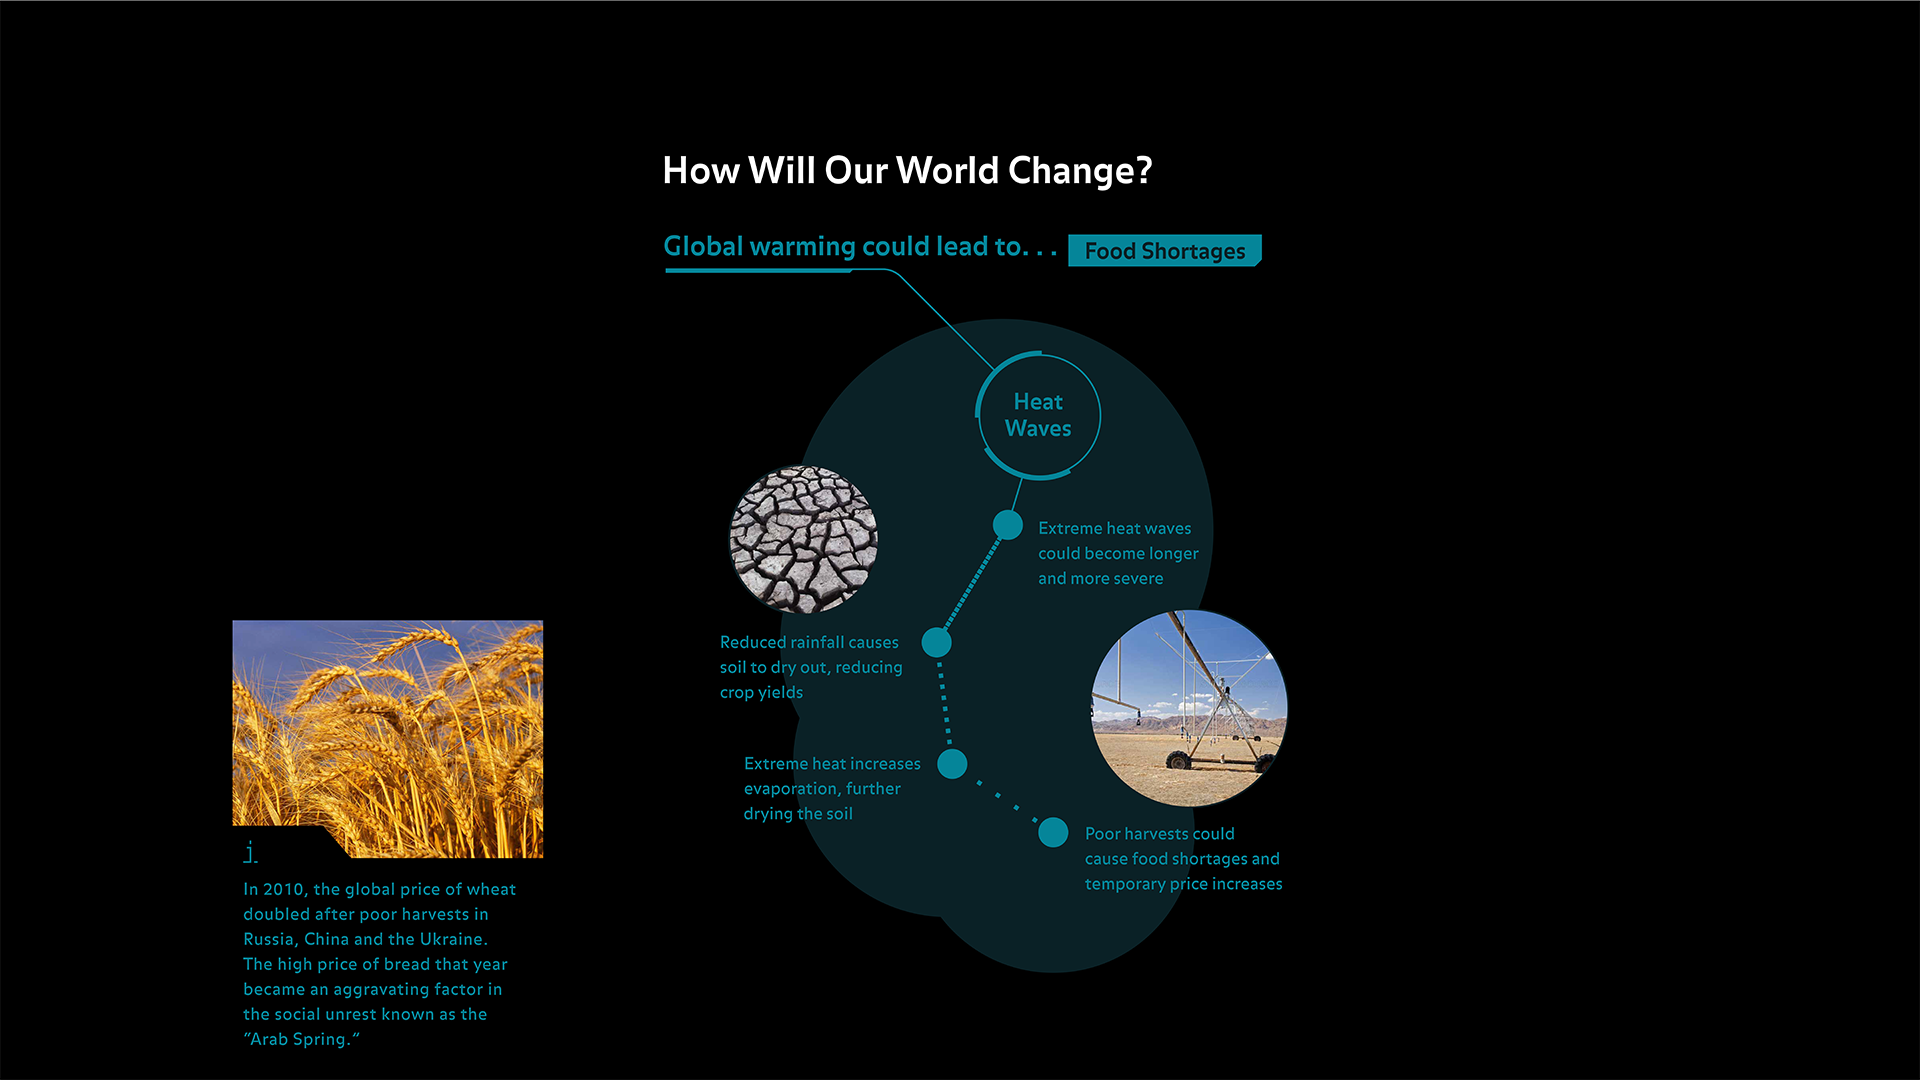 How Will Our World Change?
Global warming could lead to. . . Food Shortages
Heat
Waves
Extreme heat waves
could become longer
and more severe
Reduced rainfall causes
soil to dry out, reducing
crop yields
Extreme heat increases
evaporation, further
drying the soil
Poor harvests could
cause food shortages and
temporary price increases
i
In 2010, the global price of wheat
doubled after poor harvests in
Russia, China and the Ukraine.
The high price of bread that year
became an aggravating factor in
the social unrest known as the
“Arab Spring.”